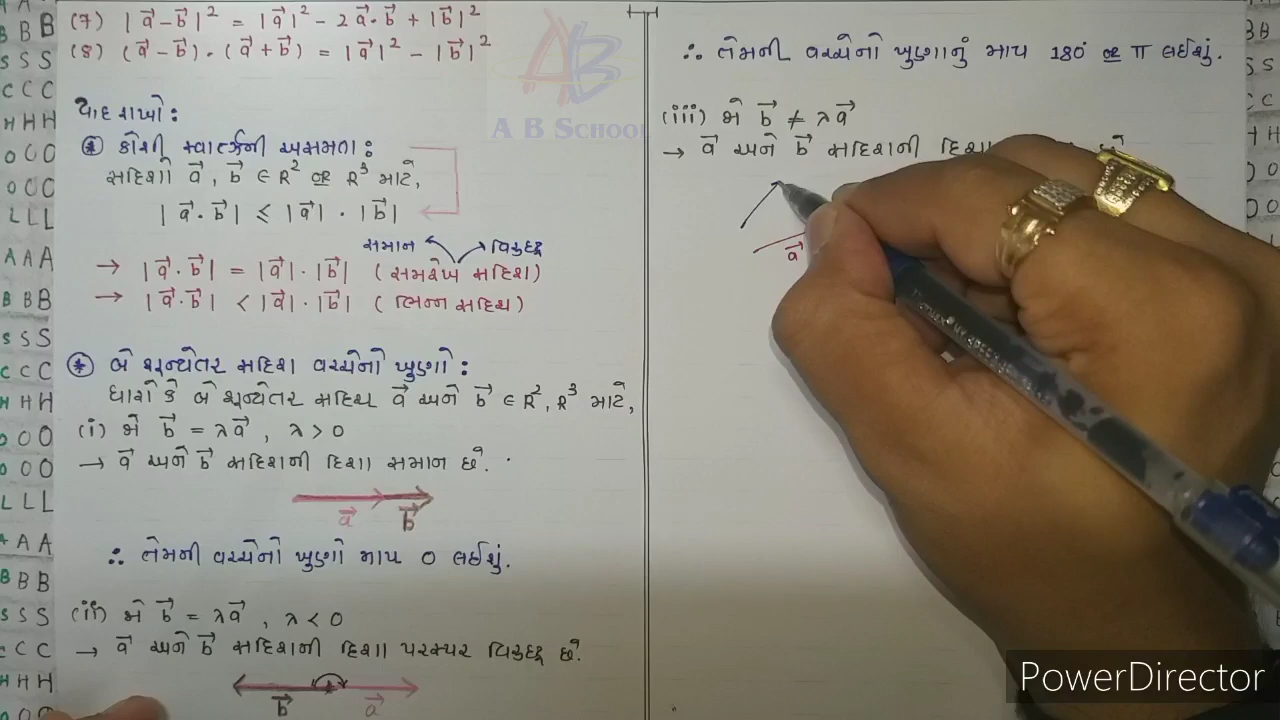 (7) |a⃗ - b⃗|² = |a⃗|² - 2 a⃗·b⃗ + |b⃗|²
(8) (a⃗ - b⃗)·(a⃗ + b⃗) = |a⃗|² - |b⃗|²
યાદ રાખો:
* કોશી સ્વાર્ત્ઝની અસમતા:
સદિશો a⃗, b⃗ ∈ R² or R³ માટે,
|a⃗·b⃗| ≤ |a⃗|·|b⃗|
સમાન વિરુદ્ધ
→ |a⃗·b⃗| = |a⃗|·|b⃗| (સમરેખ સદિશ)
→ |a⃗·b⃗| < |a⃗|·|b⃗| (ભિન્ન સદિશ)
* બે શૂન્યેતર સદિશ વચ્ચેનો ખુણો:
ધારો કે બે શૂન્યેતર સદિશ a⃗ અને b⃗ ∈ R², R³ માટે,
(i) જો b⃗ = λa⃗, λ > 0
→ a⃗ અને b⃗ સદિશની દિશા સમાન છે.
a⃗ b⃗
∴ તેમની વચ્ચેનો ખુણો માપ 0 લઈશું.
(ii) જો b⃗ = λa⃗, λ < 0
→ a⃗ અને b⃗ સદિશની દિશા પરસ્પર વિરુદ્ધ છે.
b⃗ a⃗
A B SCHOOL
∴ તેમની વચ્ચેનો ખુણાનું માપ 180° or π લઈશું.
(iii) જો b⃗ ≠ λa⃗
→ a⃗ અને b⃗ સદિશની દિશા છે
a⃗
PowerDirector